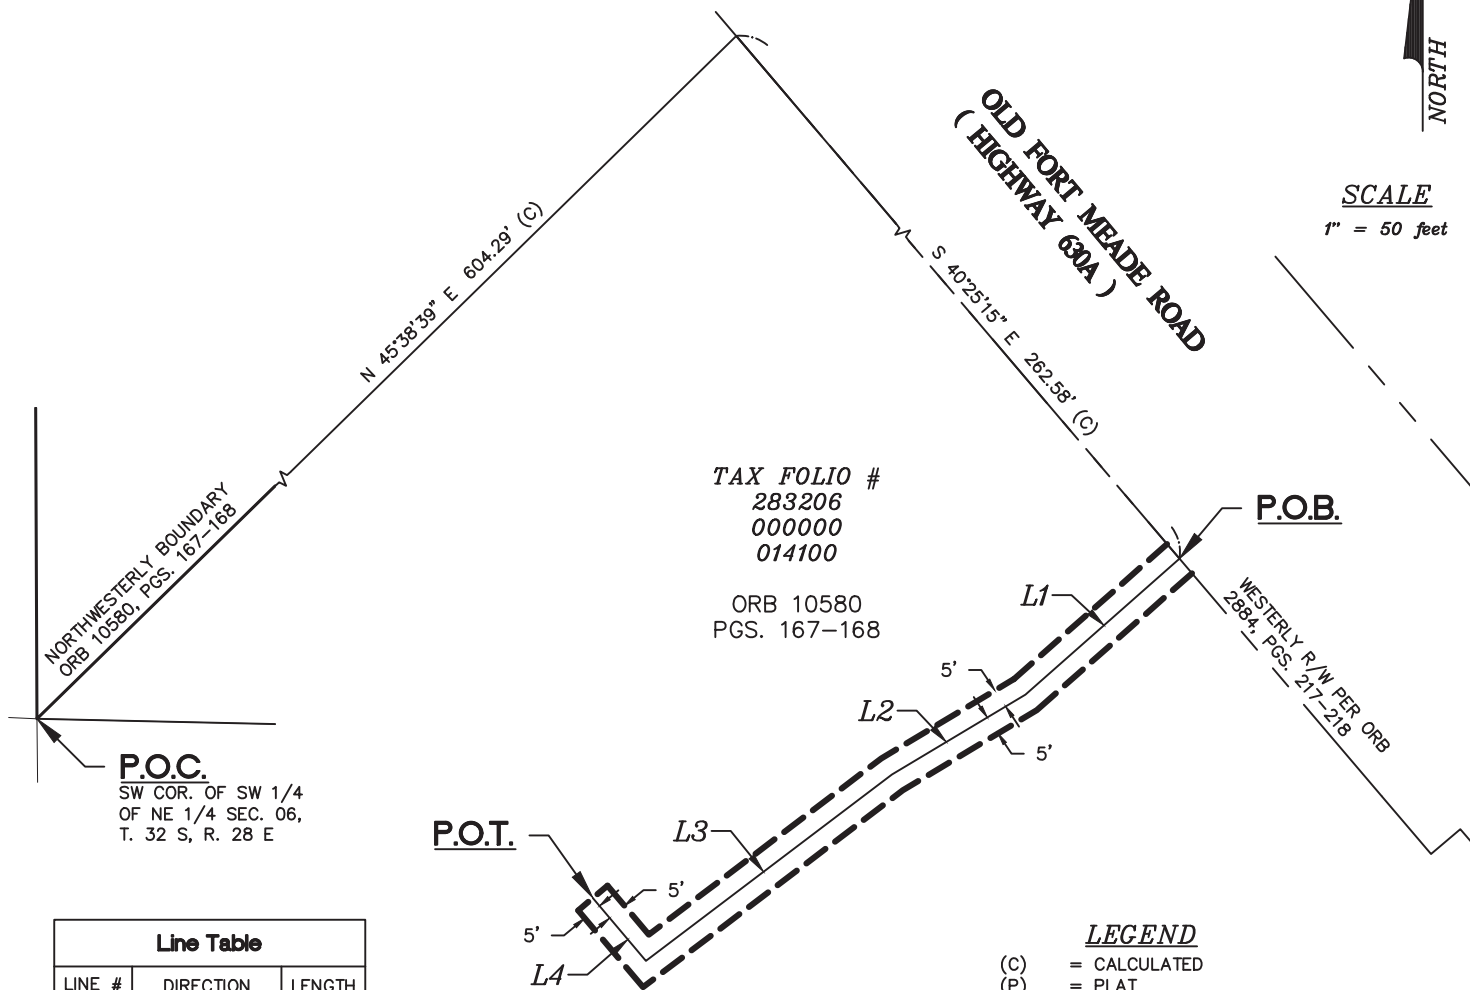 NORTH
SCALE
1" = 50 feet
OLD FORT MEADE ROAD
( HIGHWAY 630A )
N 45°38'39" E 604.29' (C)
S 40°25'15" E 262.58' (C)
NORTHWESTERLY BOUNDARY
ORB 10580, PGS. 167-168
TAX FOLIO #
283206
000000
014100
ORB 10580
PGS. 167-168
P.O.B.
L1
WESTERLY R/W PER ORB
2884, PGS. 217-218
5'
L2
5'
P.O.C.
SW COR. OF SW 1/4
OF NE 1/4 SEC. 06,
T. 32 S, R. 28 E
P.O.T.
L3
5'
5'
L4
Line Table
LINE # DIRECTION LENGTH
LEGEND
(C) = CALCULATED
(P) = PLAT